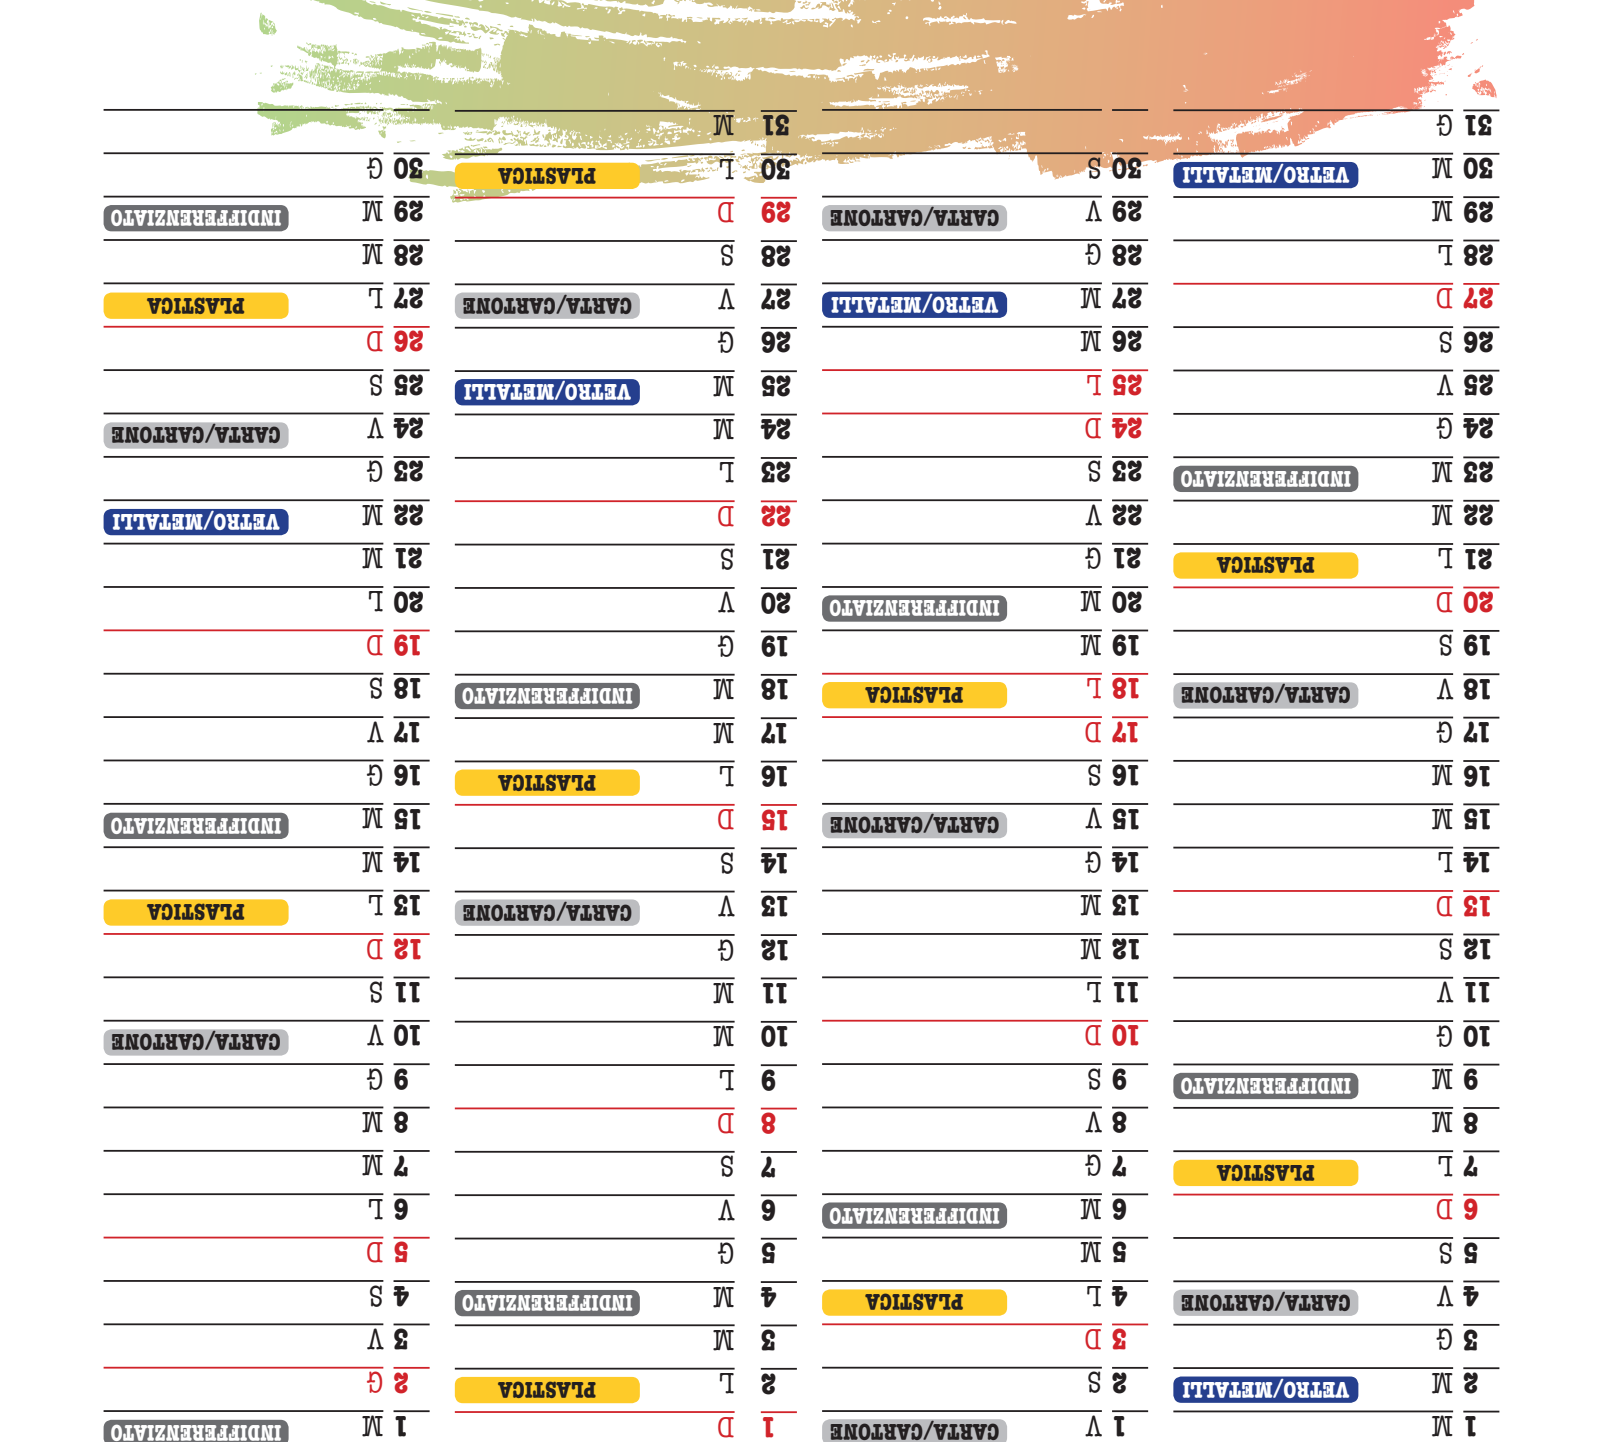 1 M
2 M VETRO/METALLI
3 G
4 V CARTA/CARTONE
5 S
6 D
7 L PLASTICA
8 M
9 M INDIFFERENZIATO
10 G
11 V
12 S
13 D
14 L
15 M
16 M
17 G
18 V CARTA/CARTONE
19 S
20 D
21 L PLASTICA
22 M
23 M INDIFFERENZIATO
24 G
25 V
26 S
27 D
28 L
29 M
30 M VETRO/METALLI
31 G
1 V CARTA/CARTONE
2 S
3 D
4 L PLASTICA
5 M
6 M INDIFFERENZIATO
7 G
8 V
9 S
10 D
11 L
12 M
13 M
14 G
15 V CARTA/CARTONE
16 S
17 D
18 L PLASTICA
19 M
20 M INDIFFERENZIATO
21 G
22 V
23 S
24 D
25 L
26 M
27 M VETRO/METALLI
28 G
29 V CARTA/CARTONE
30 S
1 D
2 L PLASTICA
3 M
4 M INDIFFERENZIATO
5 G
6 V
7 S
8 D
9 L
10 M
11 M
12 G
13 V CARTA/CARTONE
14 S
15 D
16 L PLASTICA
17 M
18 M INDIFFERENZIATO
19 G
20 V
21 S
22 D
23 L
24 M
25 M VETRO/METALLI
26 G
27 V CARTA/CARTONE
28 S
29 D
30 L PLASTICA
31 M
1 M INDIFFERENZIATO
2 G
3 V
4 S
5 D
6 L
7 M
8 M
9 G
10 V CARTA/CARTONE
11 S
12 D
13 L PLASTICA
14 M
15 M INDIFFERENZIATO
16 G
17 V
18 S
19 D
20 L
21 M
22 M VETRO/METALLI
23 G
24 V CARTA/CARTONE
25 S
26 D
27 L PLASTICA
28 M
29 M INDIFFERENZIATO
30 G